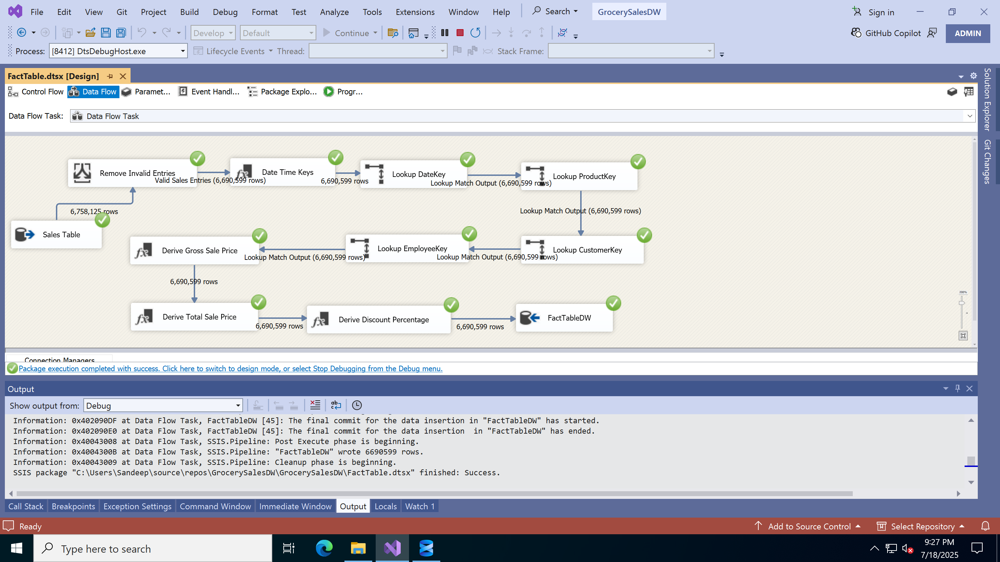 File Edit View Git Project Build Debug Format Test Analyze Tools Extensions Window Help Search GrocerySalesDW Sign in
Develop Default Continue GitHub Copilot ADMIN
Process: [8412] DtsDebugHost.exe Lifecycle Events Thread: Stack Frame:
FactTable.dtsx [Design]
Control Flow Data Flow Paramet... Event Handl... Package Explo... Progr...
Data Flow Task: Data Flow Task
Solution Explorer
Git Changes
Remove Invalid Entries
Valid Sales Entries (6,690,599 rows)
Date Time Keys
6,690,599 rows
Lookup DateKey
Lookup Match Output (6,690,599 rows)
Lookup ProductKey
6,758,125 rows
Lookup Match Output (6,690,599 rows)
Sales Table
Derive Gross Sale Price
Lookup Match Output (6,690,599 rows)
Lookup EmployeeKey
Lookup Match Output (6,690,599 rows)
Lookup CustomerKey
6,690,599 rows
200%
Derive Total Sale Price
6,690,599 rows
Derive Discount Percentage
6,690,599 rows
FactTableDW
Connection Managers
Package execution completed with success. Click here to switch to design mode, or select Stop Debugging from the Debug menu.
Output
Show output from: Debug
Information: 0x402090DF at Data Flow Task, FactTableDW [45]: The final commit for the data insertion in "FactTableDW" has started.
Information: 0x402090E0 at Data Flow Task, FactTableDW [45]: The final commit for the data insertion  in "FactTableDW" has ended.
Information: 0x40043008 at Data Flow Task, SSIS.Pipeline: Post Execute phase is beginning.
Information: 0x4004300B at Data Flow Task, SSIS.Pipeline: "FactTableDW" wrote 6690599 rows.
Information: 0x40043009 at Data Flow Task, SSIS.Pipeline: Cleanup phase is beginning.
SSIS package "C:\Users\Sandeep\source\repos\GrocerySalesDW\GrocerySalesDW\FactTable.dtsx" finished: Success.
Call Stack Breakpoints Exception Settings Command Window Immediate Window Output Locals Watch 1
Ready Add to Source Control Select Repository
Type here to search
9:27 PM
7/18/2025